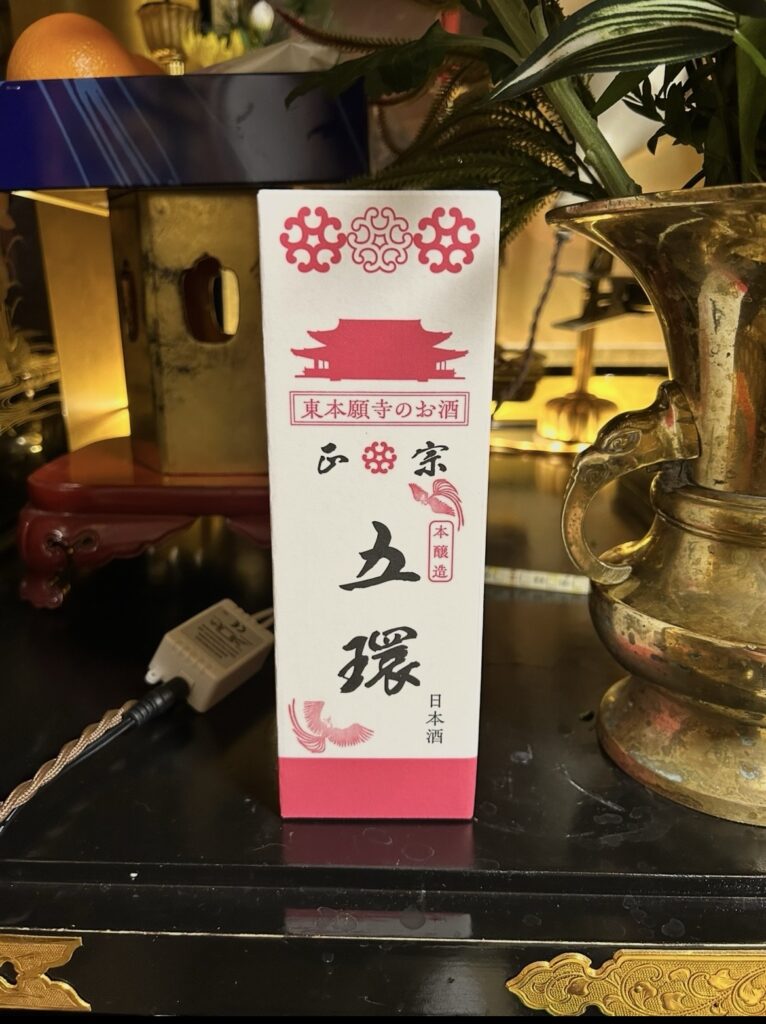 東本願寺のお酒
正宗
本醸造
五環
日本酒